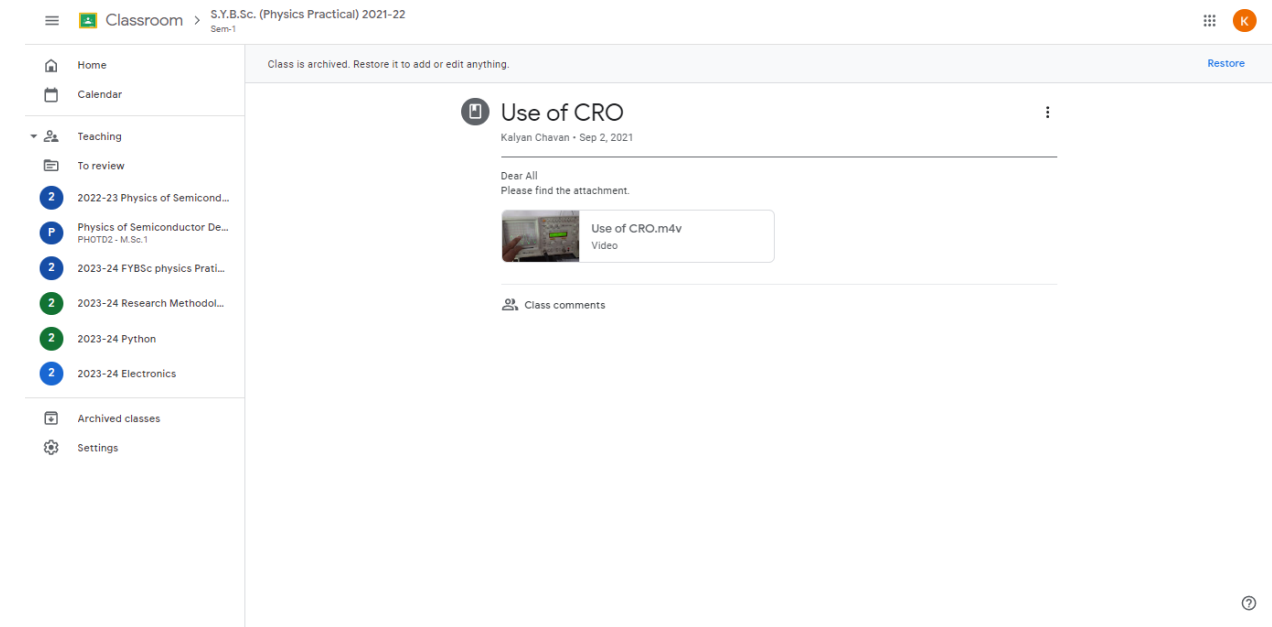 Classroom > S.Y.B.Sc. (Physics Practical) 2021-22
Sem-1
K
Home
Calendar
Teaching
To review
2 2022-23 Physics of Semicond...
P Physics of Semiconductor De...
PHOTD2 - M.Sc.1
2 2023-24 FYBSc physics Prati...
2 2023-24 Research Methodol...
2 2023-24 Python
2 2023-24 Electronics
Archived classes
Settings
Class is archived. Restore it to add or edit anything.
Restore
Use of CRO
Kalyan Chavan • Sep 2, 2021
Dear All
Please find the attachment.
Use of CRO.m4v
Video
Class comments